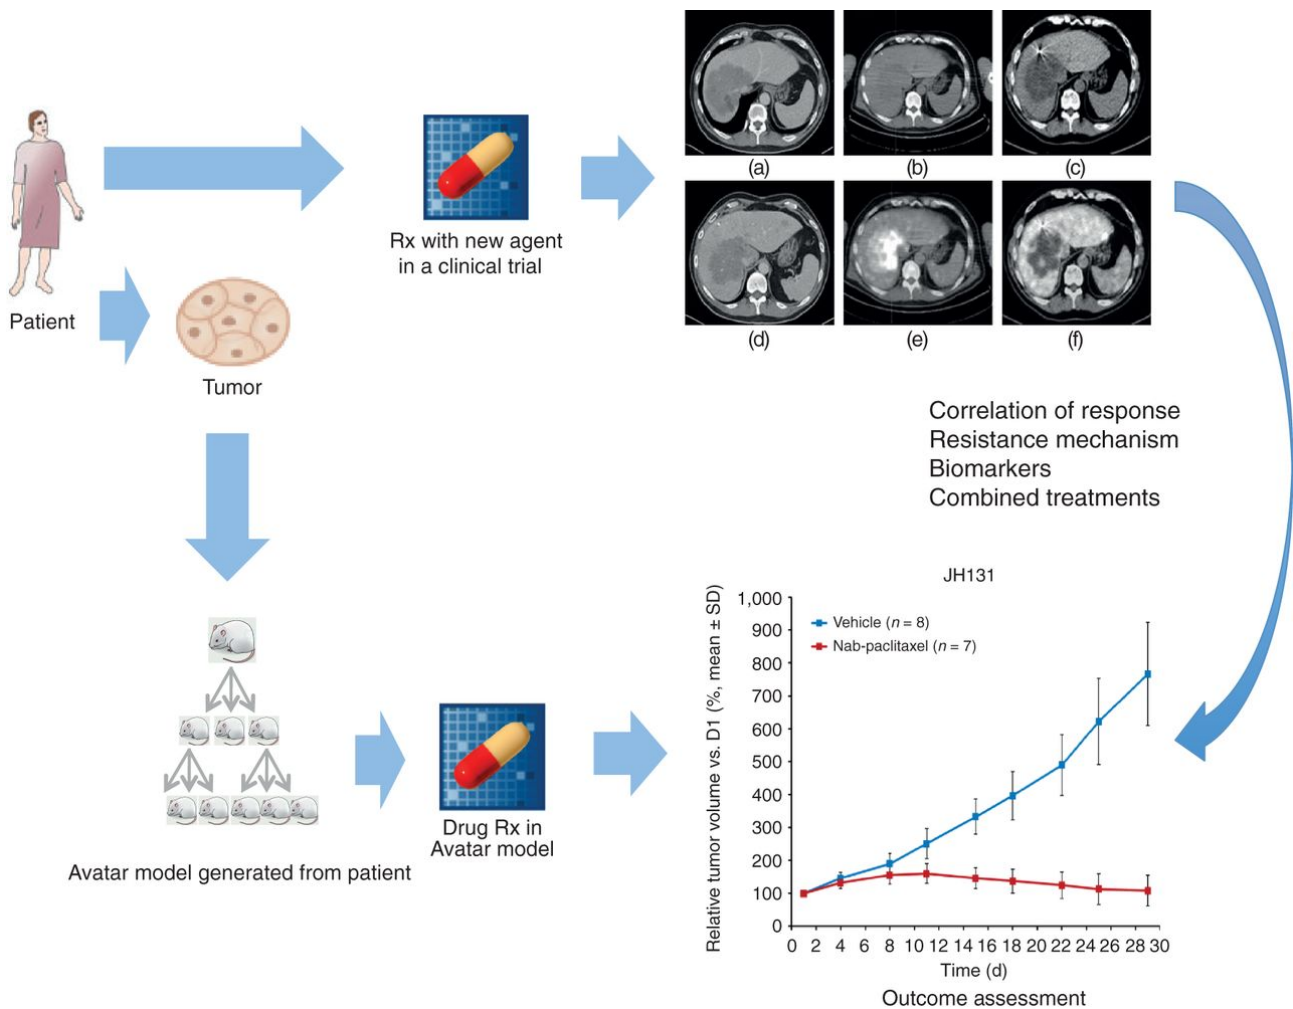 (a)
(b)
(c)
Rx with new agent
in a clinical trial
Patient
(d)
(e)
(f)
Tumor
Correlation of response
Resistance mechanism
Biomarkers
Combined treatments
Avatar model generated from patient
Drug Rx in
Avatar model
JH131
Relative tumor volume vs. D1 (%, mean ± SD)
1,000
900
800
700
600
500
400
300
200
100
0
Vehicle (n = 8)
Nab-paclitaxel (n = 7)
0 2 4 6 8 10 12 14 16 18 20 22 24 26 28 30
Time (d)
Outcome assessment